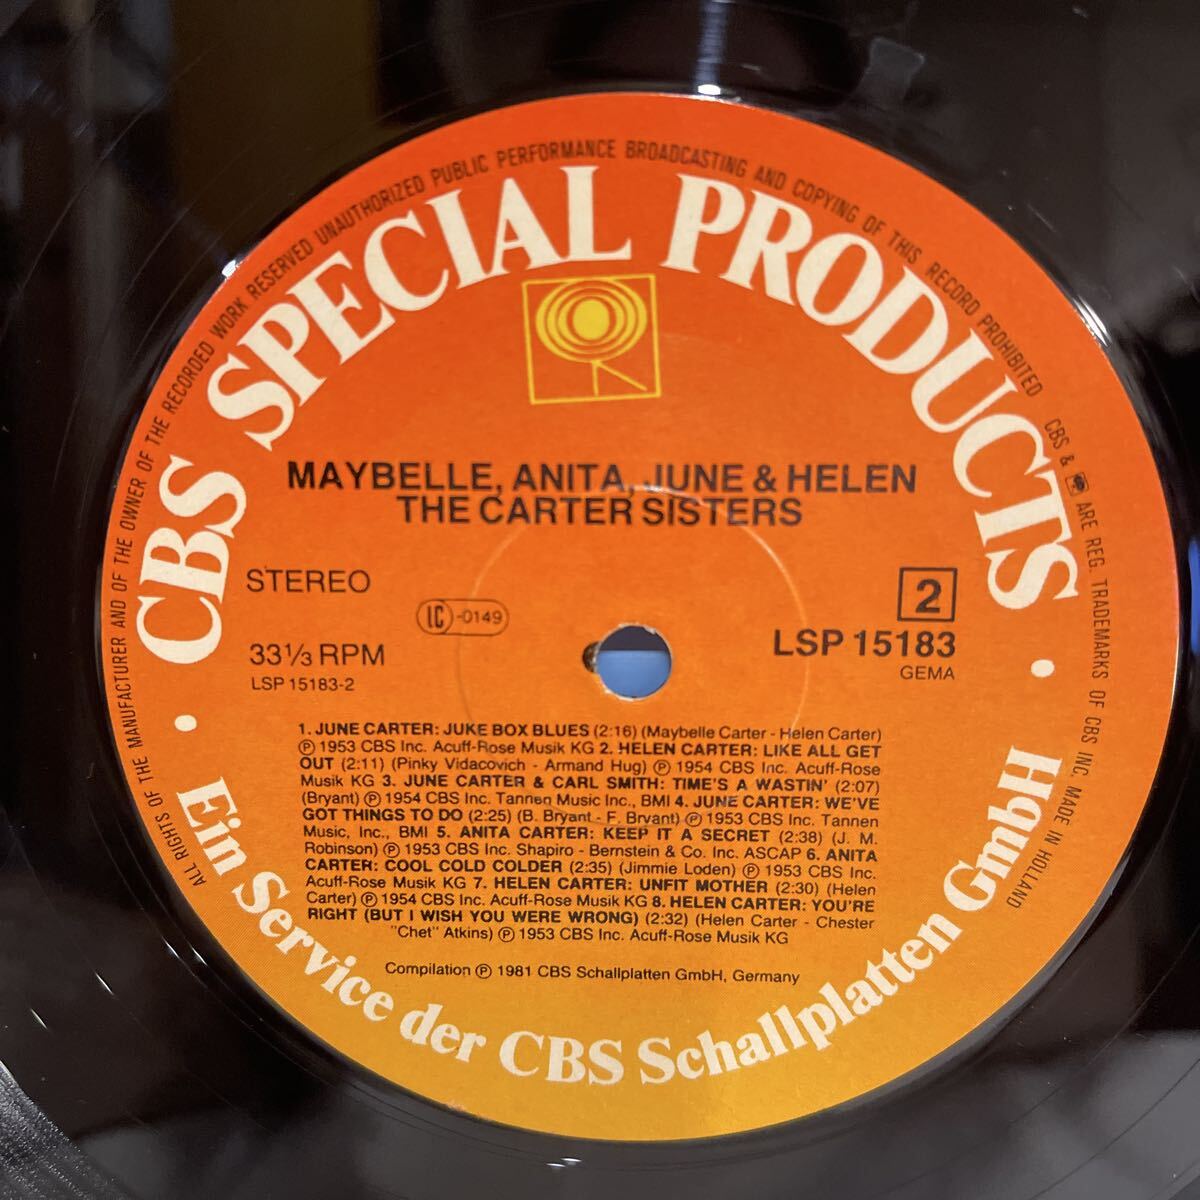 ALL RIGHTS OF THE MANUFACTURER AND OF THE OWNER OF THE RECORDED WORK RESERVED UNAUTHORIZED PUBLIC PERFORMANCE BROADCASTING AND COPYING OF THIS RECORD PROHIBITED
CBS & ARE REG. TRADEMARKS OF CBS INC. MADE IN HOLLAND
CBS SPECIAL PRODUCTS
MAYBELLE, ANITA, JUNE & HELEN
THE CARTER SISTERS
STEREO
LC-0149
2
33 1/3 RPM
LSP 15183
LSP 15183-2
GEMA
1. JUNE CARTER: JUKE BOX BLUES (2:16) (Maybelle Carter - Helen Carter)
Ⓟ 1953 CBS Inc. Acuff-Rose Musik KG 2. HELEN CARTER: LIKE ALL GET
OUT (2:11) (Pinky Vidacovich - Armand Hug) Ⓟ 1954 CBS Inc. Acuff-Rose
Musik KG 3. JUNE CARTER & CARL SMITH: TIME'S A WASTIN' (2:07)
(Bryant) Ⓟ 1954 CBS Inc. Tannen Music Inc., BMI 4. JUNE CARTER: WE'VE
GOT THINGS TO DO (2:25) (B. Bryant - F. Bryant) Ⓟ 1953 CBS Inc. Tannen
Music, Inc., BMI 5. ANITA CARTER: KEEP IT A SECRET (2:38) (J. M.
Robinson) Ⓟ 1953 CBS Inc. Shapiro - Bernstein & Co. Inc. ASCAP 6. ANITA
CARTER: COOL COLD COLDER (2:35) (Jimmie Loden) Ⓟ 1953 CBS Inc.
Acuff-Rose Musik KG 7. HELEN CARTER: UNFIT MOTHER (2:30) (Helen
Carter) Ⓟ 1954 CBS Inc. Acuff-Rose Musik KG 8. HELEN CARTER: YOU'RE
RIGHT (BUT I WISH YOU WERE WRONG) (2:32) (Helen Carter - Chester
"Chet" Atkins) Ⓟ 1953 CBS Inc. Acuff-Rose Musik KG
Compilation Ⓟ 1981 CBS Schallplatten GmbH, Germany
· Ein Service der CBS Schallplatten GmbH ·